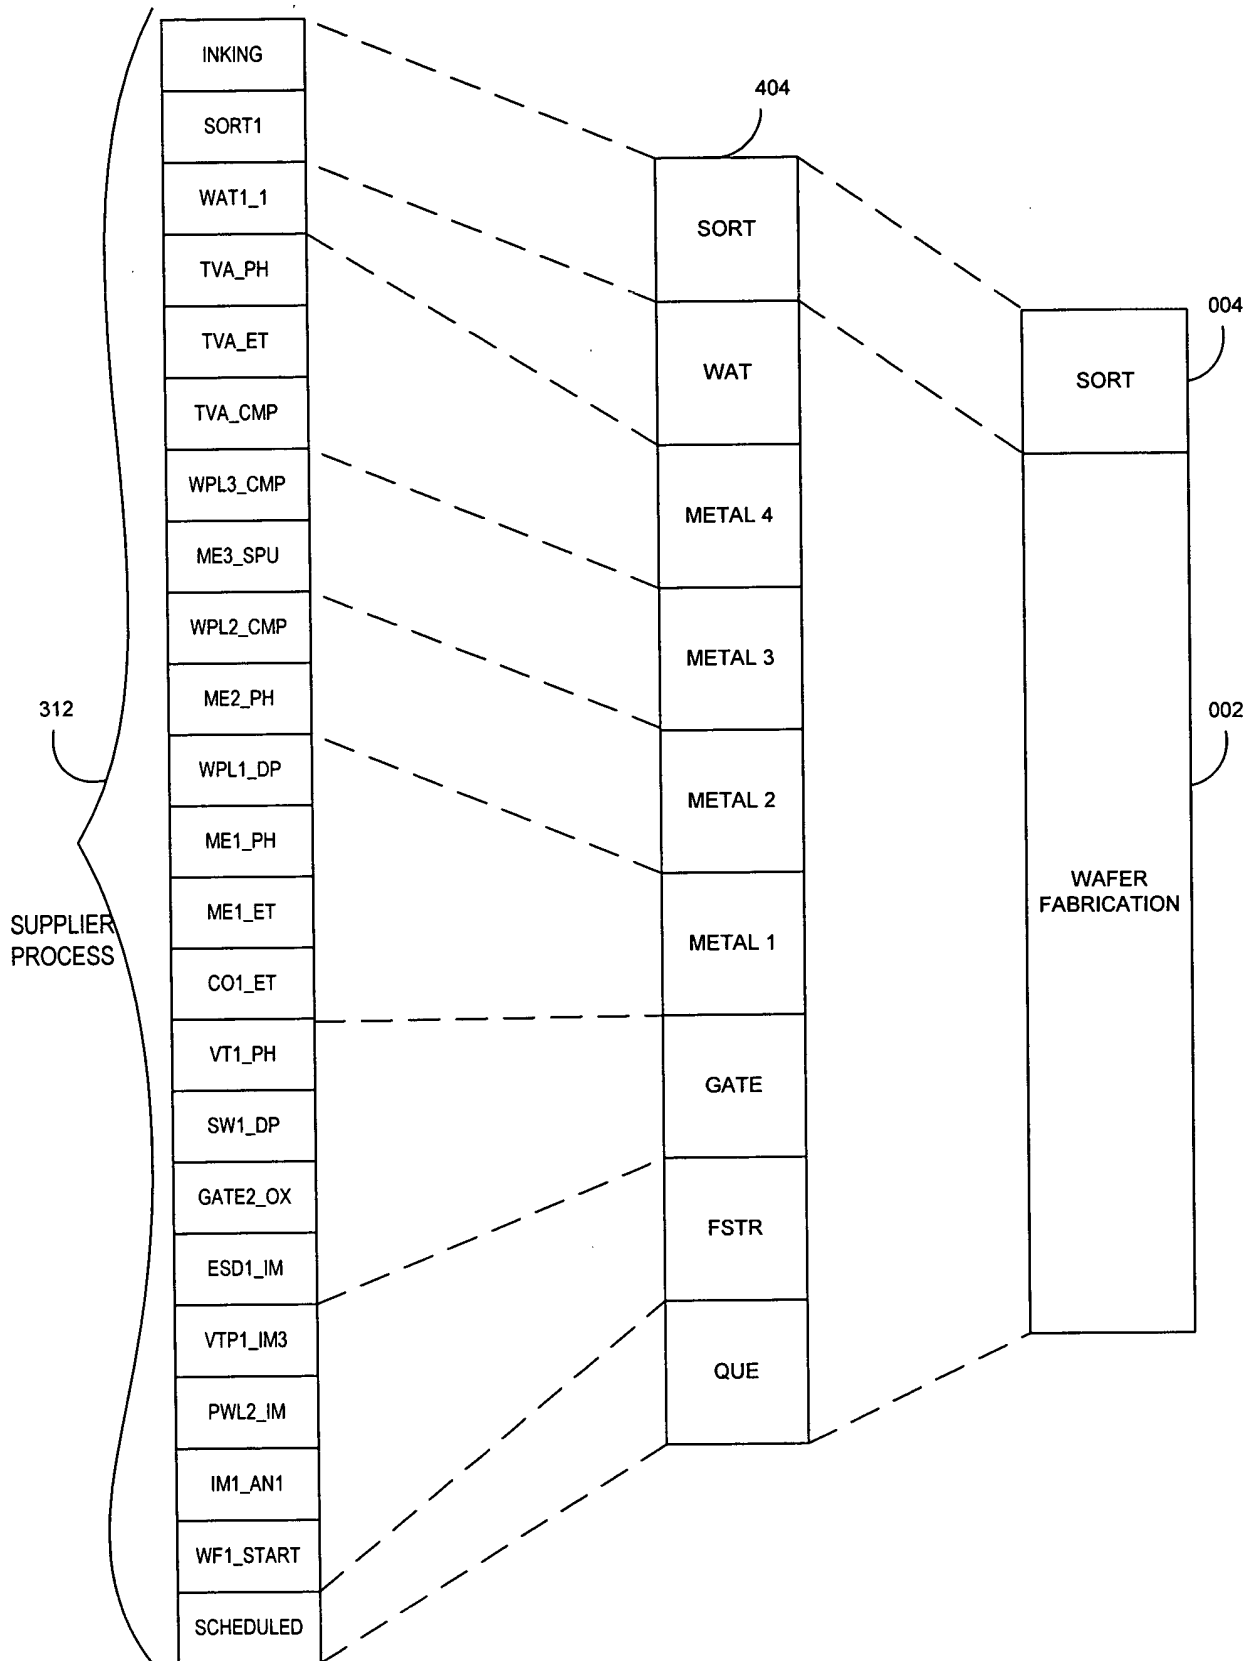 INKING
SORT1
WAT1_1
TVA_PH
TVA_ET
TVA_CMP
WPL3_CMP
ME3_SPU
WPL2_CMP
ME2_PH
WPL1_DP
ME1_PH
ME1_ET
CO1_ET
VT1_PH
SW1_DP
GATE2_OX
ESD1_IM
VTP1_IM3
PWL2_IM
IM1_AN1
WF1_START
SCHEDULED
312
SUPPLIER
PROCESS
404
SORT
WAT
METAL 4
METAL 3
METAL 2
METAL 1
GATE
FSTR
QUE
004
SORT
002
WAFER
FABRICATION